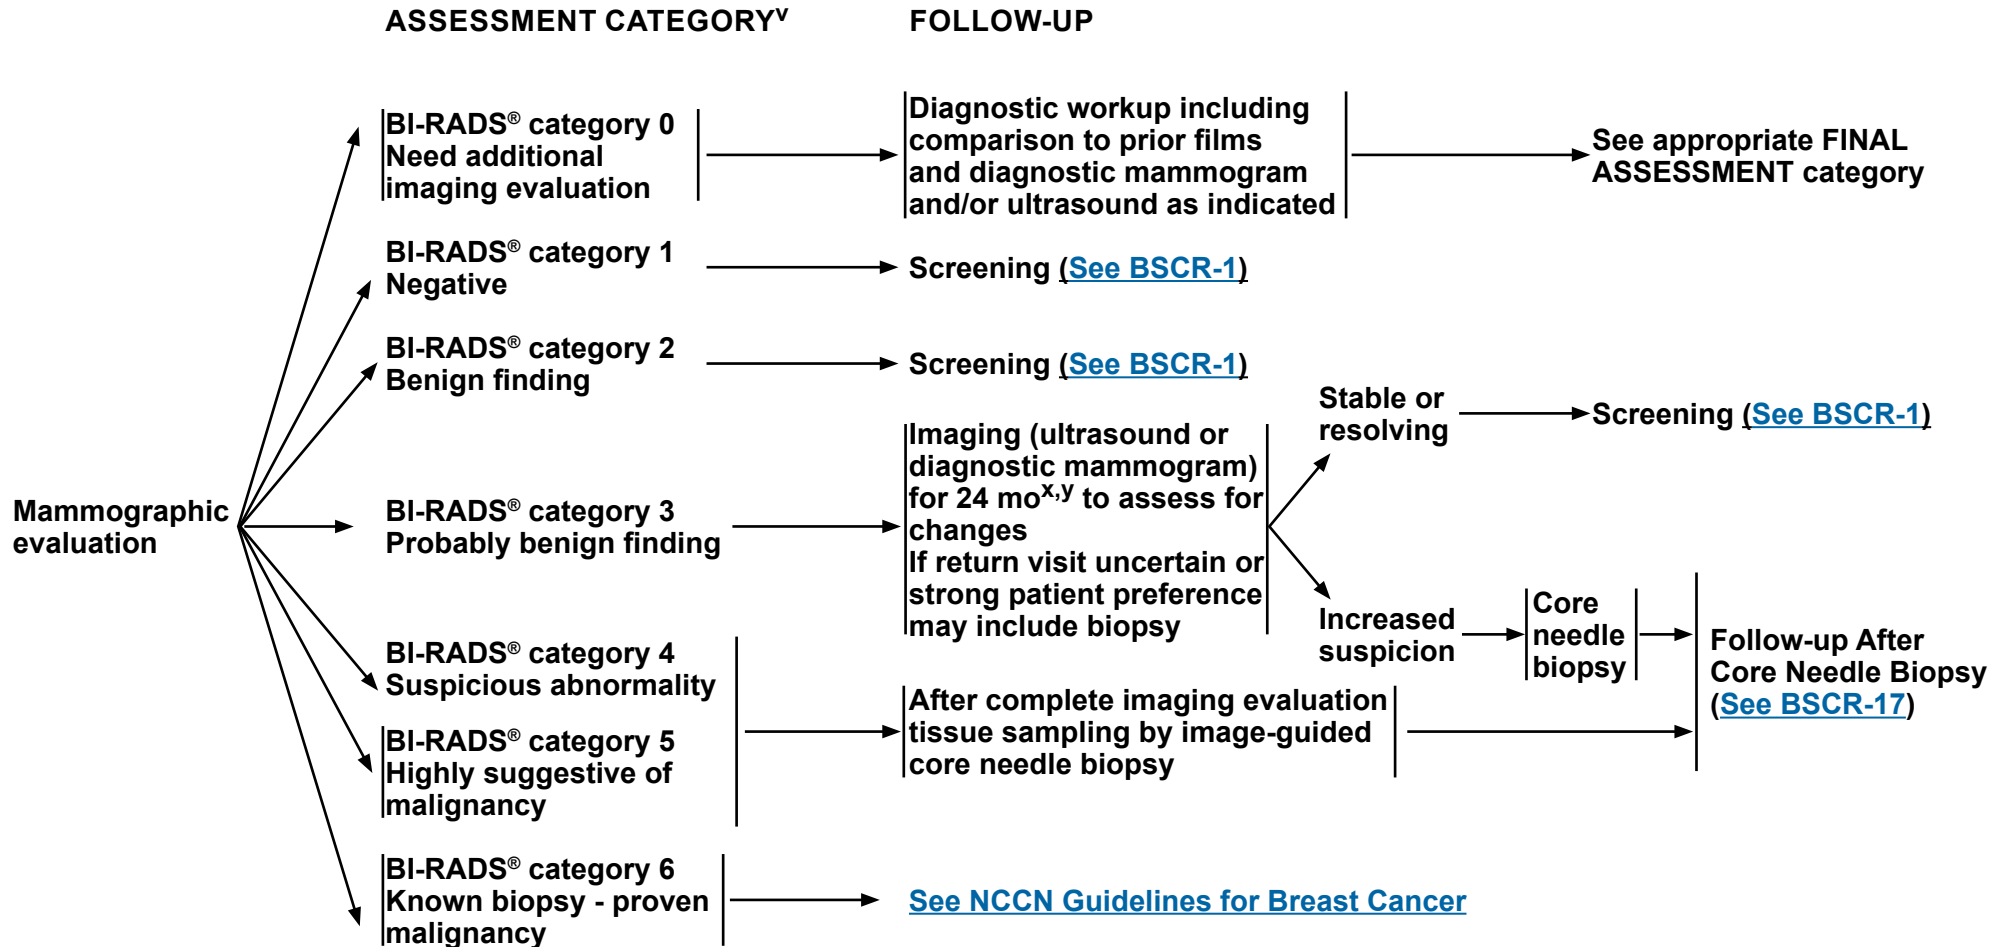 ASSESSMENT CATEGORYᵛ
FOLLOW-UP
Mammographic
evaluation
BI-RADS® category 0
Need additional
imaging evaluation
Diagnostic workup including
comparison to prior films
and diagnostic mammogram
and/or ultrasound as indicated
See appropriate FINAL
ASSESSMENT category
BI-RADS® category 1
Negative
Screening (See BSCR-1)
BI-RADS® category 2
Benign finding
Screening (See BSCR-1)
BI-RADS® category 3
Probably benign finding
Imaging (ultrasound or
diagnostic mammogram)
for 24 moˣ,ʸ to assess for
changes
If return visit uncertain or
strong patient preference
may include biopsy
Stable or
resolving
Screening (See BSCR-1)
Increased
suspicion
Core
needle
biopsy
Follow-up After
Core Needle Biopsy
(See BSCR-17)
BI-RADS® category 4
Suspicious abnormality
BI-RADS® category 5
Highly suggestive of
malignancy
After complete imaging evaluation
tissue sampling by image-guided
core needle biopsy
BI-RADS® category 6
Known biopsy - proven
malignancy
See NCCN Guidelines for Breast Cancer